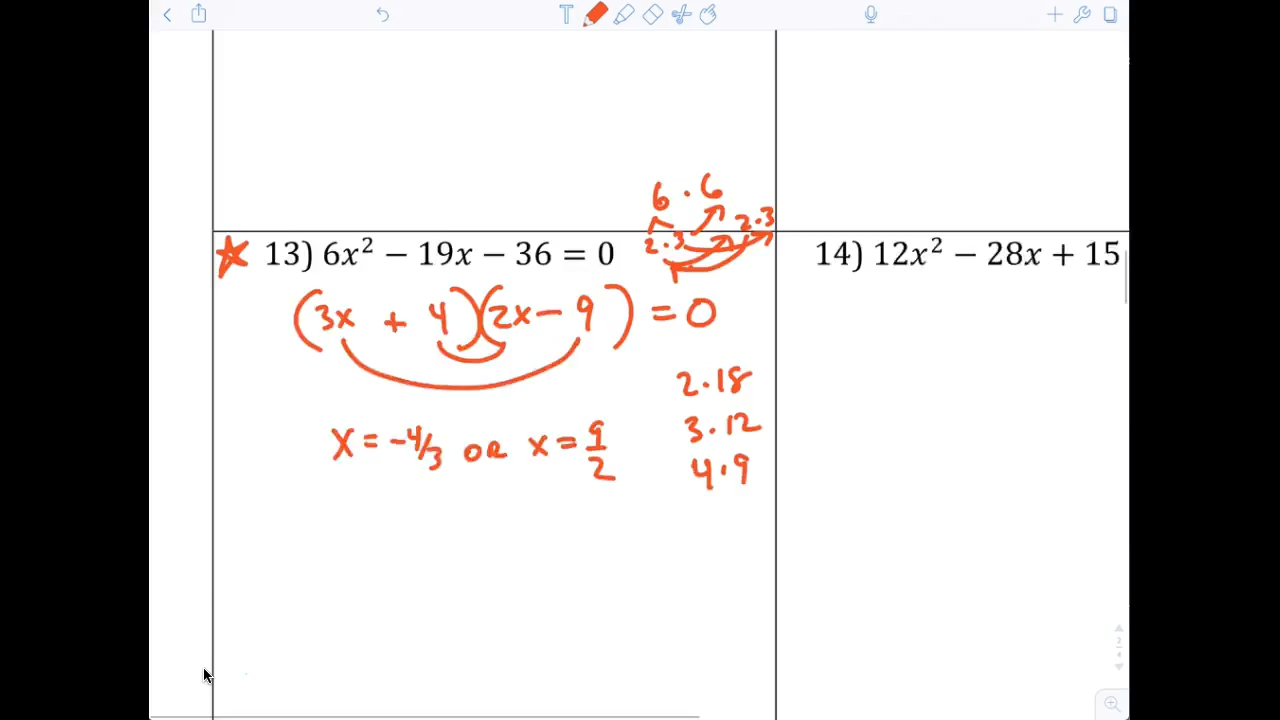 6 · 6
2·3 2·3
13) 6x² − 19x − 36 = 0
(3x + 4)(2x − 9) = 0
2·18
3·12
4·9
x = -4/3 OR x = 9/2
14) 12x² − 28x + 15